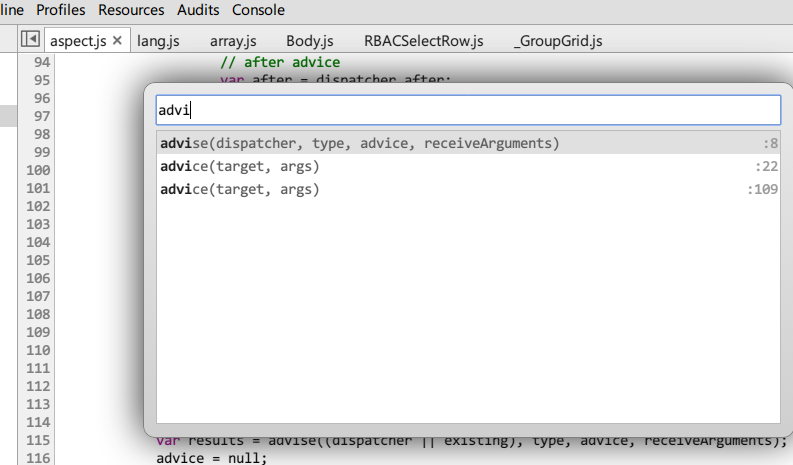 line Profiles Resources Audits Console
aspect.js × lang.js array.js Body.js RBACSelectRow.js _GroupGrid.js
94 // after advice
95 var after = dispatcher.after;
96
97
98
99
100
101
102
103
104
105
106
107
108
109
110
111
112
113
114
advi
advise(dispatcher, type, advice, receiveArguments) :8
advice(target, args) :22
advice(target, args) :109
115 var results = advise((dispatcher || existing), type, advice, receiveArguments);
116 advice = null;